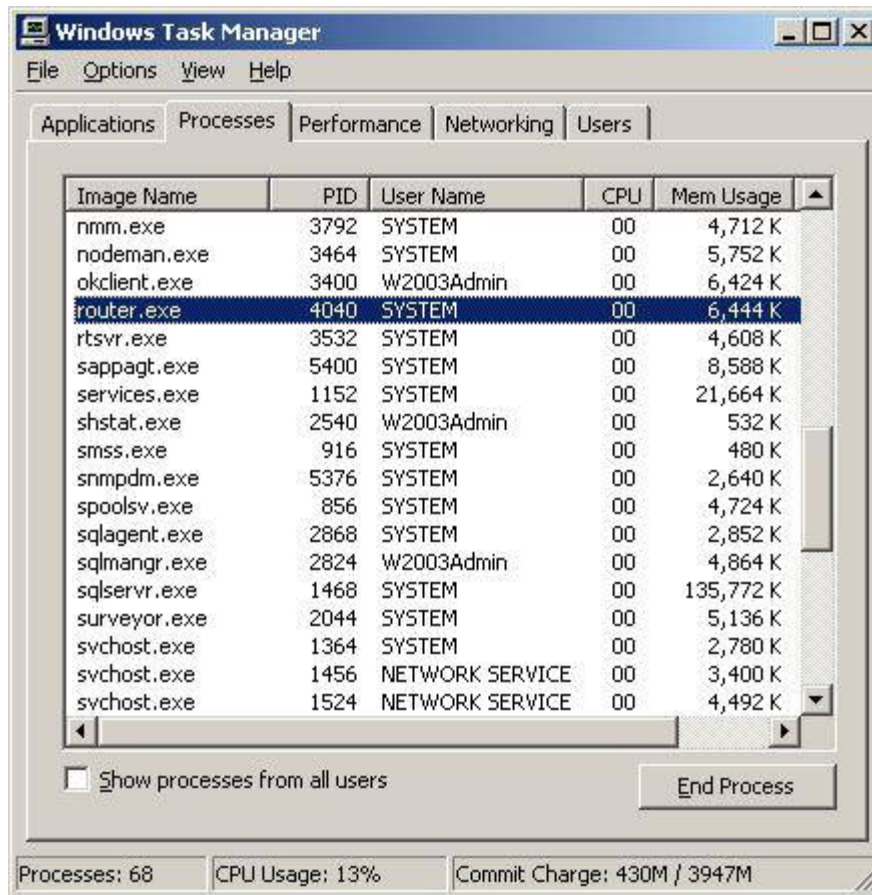 Windows Task Manager
File Options View Help
Applications Processes Performance Networking Users
Image Name PID User Name CPU Mem Usage
nmm.exe 3792 SYSTEM 00 4,712 K
nodeman.exe 3464 SYSTEM 00 5,752 K
okclient.exe 3400 W2003Admin 00 6,424 K
router.exe 4040 SYSTEM 00 6,444 K
rtsvr.exe 3532 SYSTEM 00 4,608 K
sappagt.exe 5400 SYSTEM 00 8,588 K
services.exe 1152 SYSTEM 00 21,664 K
shstat.exe 2540 W2003Admin 00 532 K
smss.exe 916 SYSTEM 00 480 K
snmpdm.exe 5376 SYSTEM 00 2,640 K
spoolsv.exe 856 SYSTEM 00 4,724 K
sqlagent.exe 2868 SYSTEM 00 2,852 K
sqlmangr.exe 2824 W2003Admin 00 4,864 K
sqlservr.exe 1468 SYSTEM 00 135,772 K
surveyor.exe 2044 SYSTEM 00 5,136 K
svchost.exe 1364 SYSTEM 00 2,780 K
svchost.exe 1456 NETWORK SERVICE 00 3,400 K
svchost.exe 1524 NETWORK SERVICE 00 4,492 K
Show processes from all users
End Process
Processes: 68 CPU Usage: 13% Commit Charge: 430M / 3947M